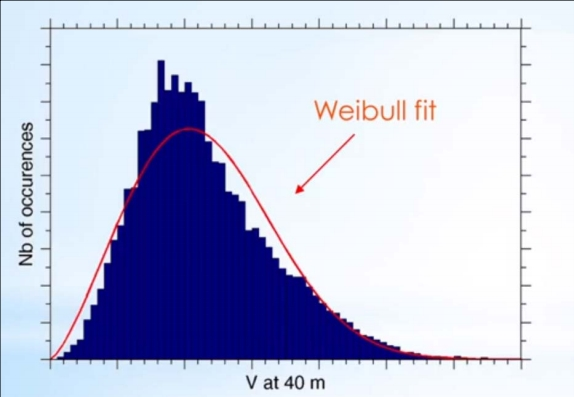 Weibull fit
Nb of occurences
V at 40 m